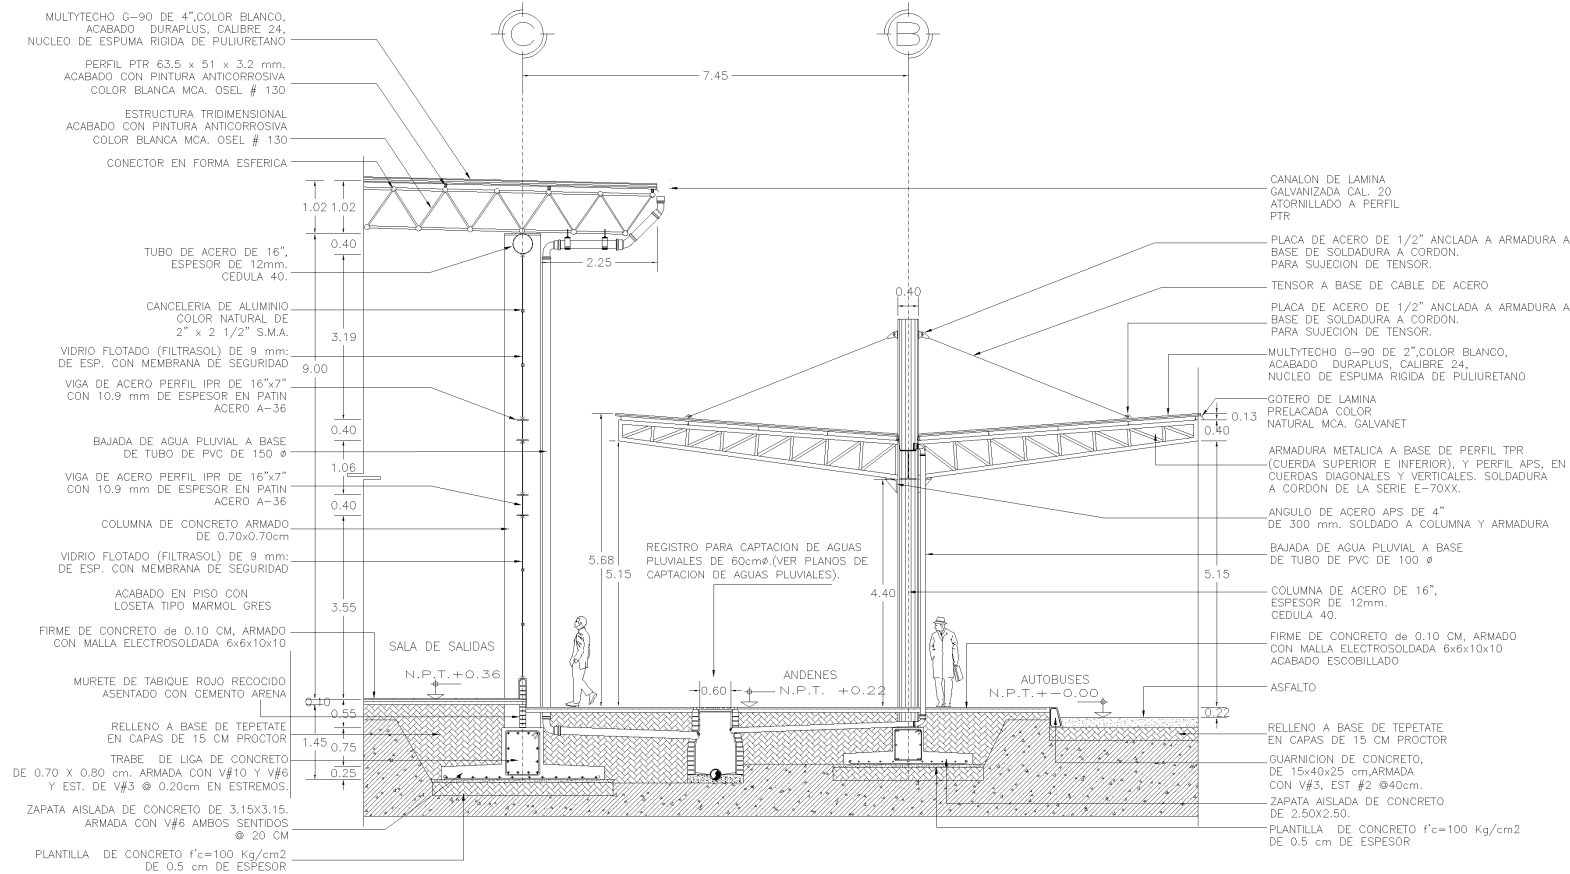 MULTYTECHO G-90 DE 4",COLOR BLANCO,
ACABADO DURAPLUS, CALIBRE 24,
NUCLEO DE ESPUMA RIGIDA DE PULIURETANO
PERFIL PTR 63.5 x 51 x 3.2 mm.
ACABADO CON PINTURA ANTICORROSIVA
COLOR BLANCA MCA. OSEL # 130
ESTRUCTURA TRIDIMENSIONAL
ACABADO CON PINTURA ANTICORROSIVA
COLOR BLANCA MCA. OSEL # 130
CONECTOR EN FORMA ESFERICA
TUBO DE ACERO DE 16",
ESPESOR DE 12mm.
CEDULA 40.
CANCELERIA DE ALUMINIO
COLOR NATURAL DE
2" x 2 1/2" S.M.A.
VIDRIO FLOTADO (FILTRASOL) DE 9 mm:
DE ESP. CON MEMBRANA DE SEGURIDAD
VIGA DE ACERO PERFIL IPR DE 16"x7"
CON 10.9 mm DE ESPESOR EN PATIN
ACERO A-36
BAJADA DE AGUA PLUVIAL A BASE
DE TUBO DE PVC DE 150 ø
VIGA DE ACERO PERFIL IPR DE 16"x7"
CON 10.9 mm DE ESPESOR EN PATIN
ACERO A-36
COLUMNA DE CONCRETO ARMADO
DE 0.70x0.70cm
VIDRIO FLOTADO (FILTRASOL) DE 9 mm:
DE ESP. CON MEMBRANA DE SEGURIDAD
ACABADO EN PISO CON
LOSETA TIPO MARMOL GRES
FIRME DE CONCRETO de 0.10 CM, ARMADO
CON MALLA ELECTROSOLDADA 6x6x10x10
MURETE DE TABIQUE ROJO RECOCIDO
ASENTADO CON CEMENTO ARENA
RELLENO A BASE DE TEPETATE
EN CAPAS DE 15 CM PROCTOR
TRABE DE LIGA DE CONCRETO
DE 0.70 X 0.80 cm. ARMADA CON V#10 Y V#6
Y EST. DE V#3 @ 0.20cm EN ESTREMOS.
ZAPATA AISLADA DE CONCRETO DE 3.15X3.15.
ARMADA CON V#6 AMBOS SENTIDOS
@ 20 CM
PLANTILLA DE CONCRETO f'c=100 Kg/cm2
DE 0.5 cm DE ESPESOR
C
B
7.45
1.02
1.02
0.40
3.19
9.00
0.40
1.06
0.40
3.55
0.10
0.55
1.45
0.75
0.25
2.25
0.40
5.68
5.15
4.40
0.60
REGISTRO PARA CAPTACION DE AGUAS
PLUVIALES DE 60cmø.(VER PLANOS DE
CAPTACION DE AGUAS PLUVIALES).
SALA DE SALIDAS
N.P.T.+0.36
ANDENES
N.P.T. +0.22
AUTOBUSES
N.P.T.+-0.00
0.13
0.40
5.15
0.22
CANALON DE LAMINA
GALVANIZADA CAL. 20
ATORNILLADO A PERFIL
PTR
PLACA DE ACERO DE 1/2" ANCLADA A ARMADURA A
BASE DE SOLDADURA A CORDON.
PARA SUJECION DE TENSOR.
TENSOR A BASE DE CABLE DE ACERO
PLACA DE ACERO DE 1/2" ANCLADA A ARMADURA A
BASE DE SOLDADURA A CORDON.
PARA SUJECION DE TENSOR.
MULTYTECHO G-90 DE 2",COLOR BLANCO,
ACABADO DURAPLUS, CALIBRE 24,
NUCLEO DE ESPUMA RIGIDA DE PULIURETANO
GOTERO DE LAMINA
PRELACADA COLOR
NATURAL MCA. GALVANET
ARMADURA METALICA A BASE DE PERFIL TPR
(CUERDA SUPERIOR E INFERIOR), Y PERFIL APS, EN
CUERDAS DIAGONALES Y VERTICALES. SOLDADURA
A CORDON DE LA SERIE E-70XX.
ANGULO DE ACERO APS DE 4"
DE 300 mm. SOLDADO A COLUMNA Y ARMADURA
BAJADA DE AGUA PLUVIAL A BASE
DE TUBO DE PVC DE 100 ø
COLUMNA DE ACERO DE 16",
ESPESOR DE 12mm.
CEDULA 40.
FIRME DE CONCRETO de 0.10 CM, ARMADO
CON MALLA ELECTROSOLDADA 6x6x10x10
ACABADO ESCOBILLADO
ASFALTO
RELLENO A BASE DE TEPETATE
EN CAPAS DE 15 CM PROCTOR
GUARNICION DE CONCRETO,
DE 15x40x25 cm,ARMADA
CON V#3, EST #2 @40cm.
ZAPATA AISLADA DE CONCRETO
DE 2.50X2.50.
PLANTILLA DE CONCRETO f'c=100 Kg/cm2
DE 0.5 cm DE ESPESOR